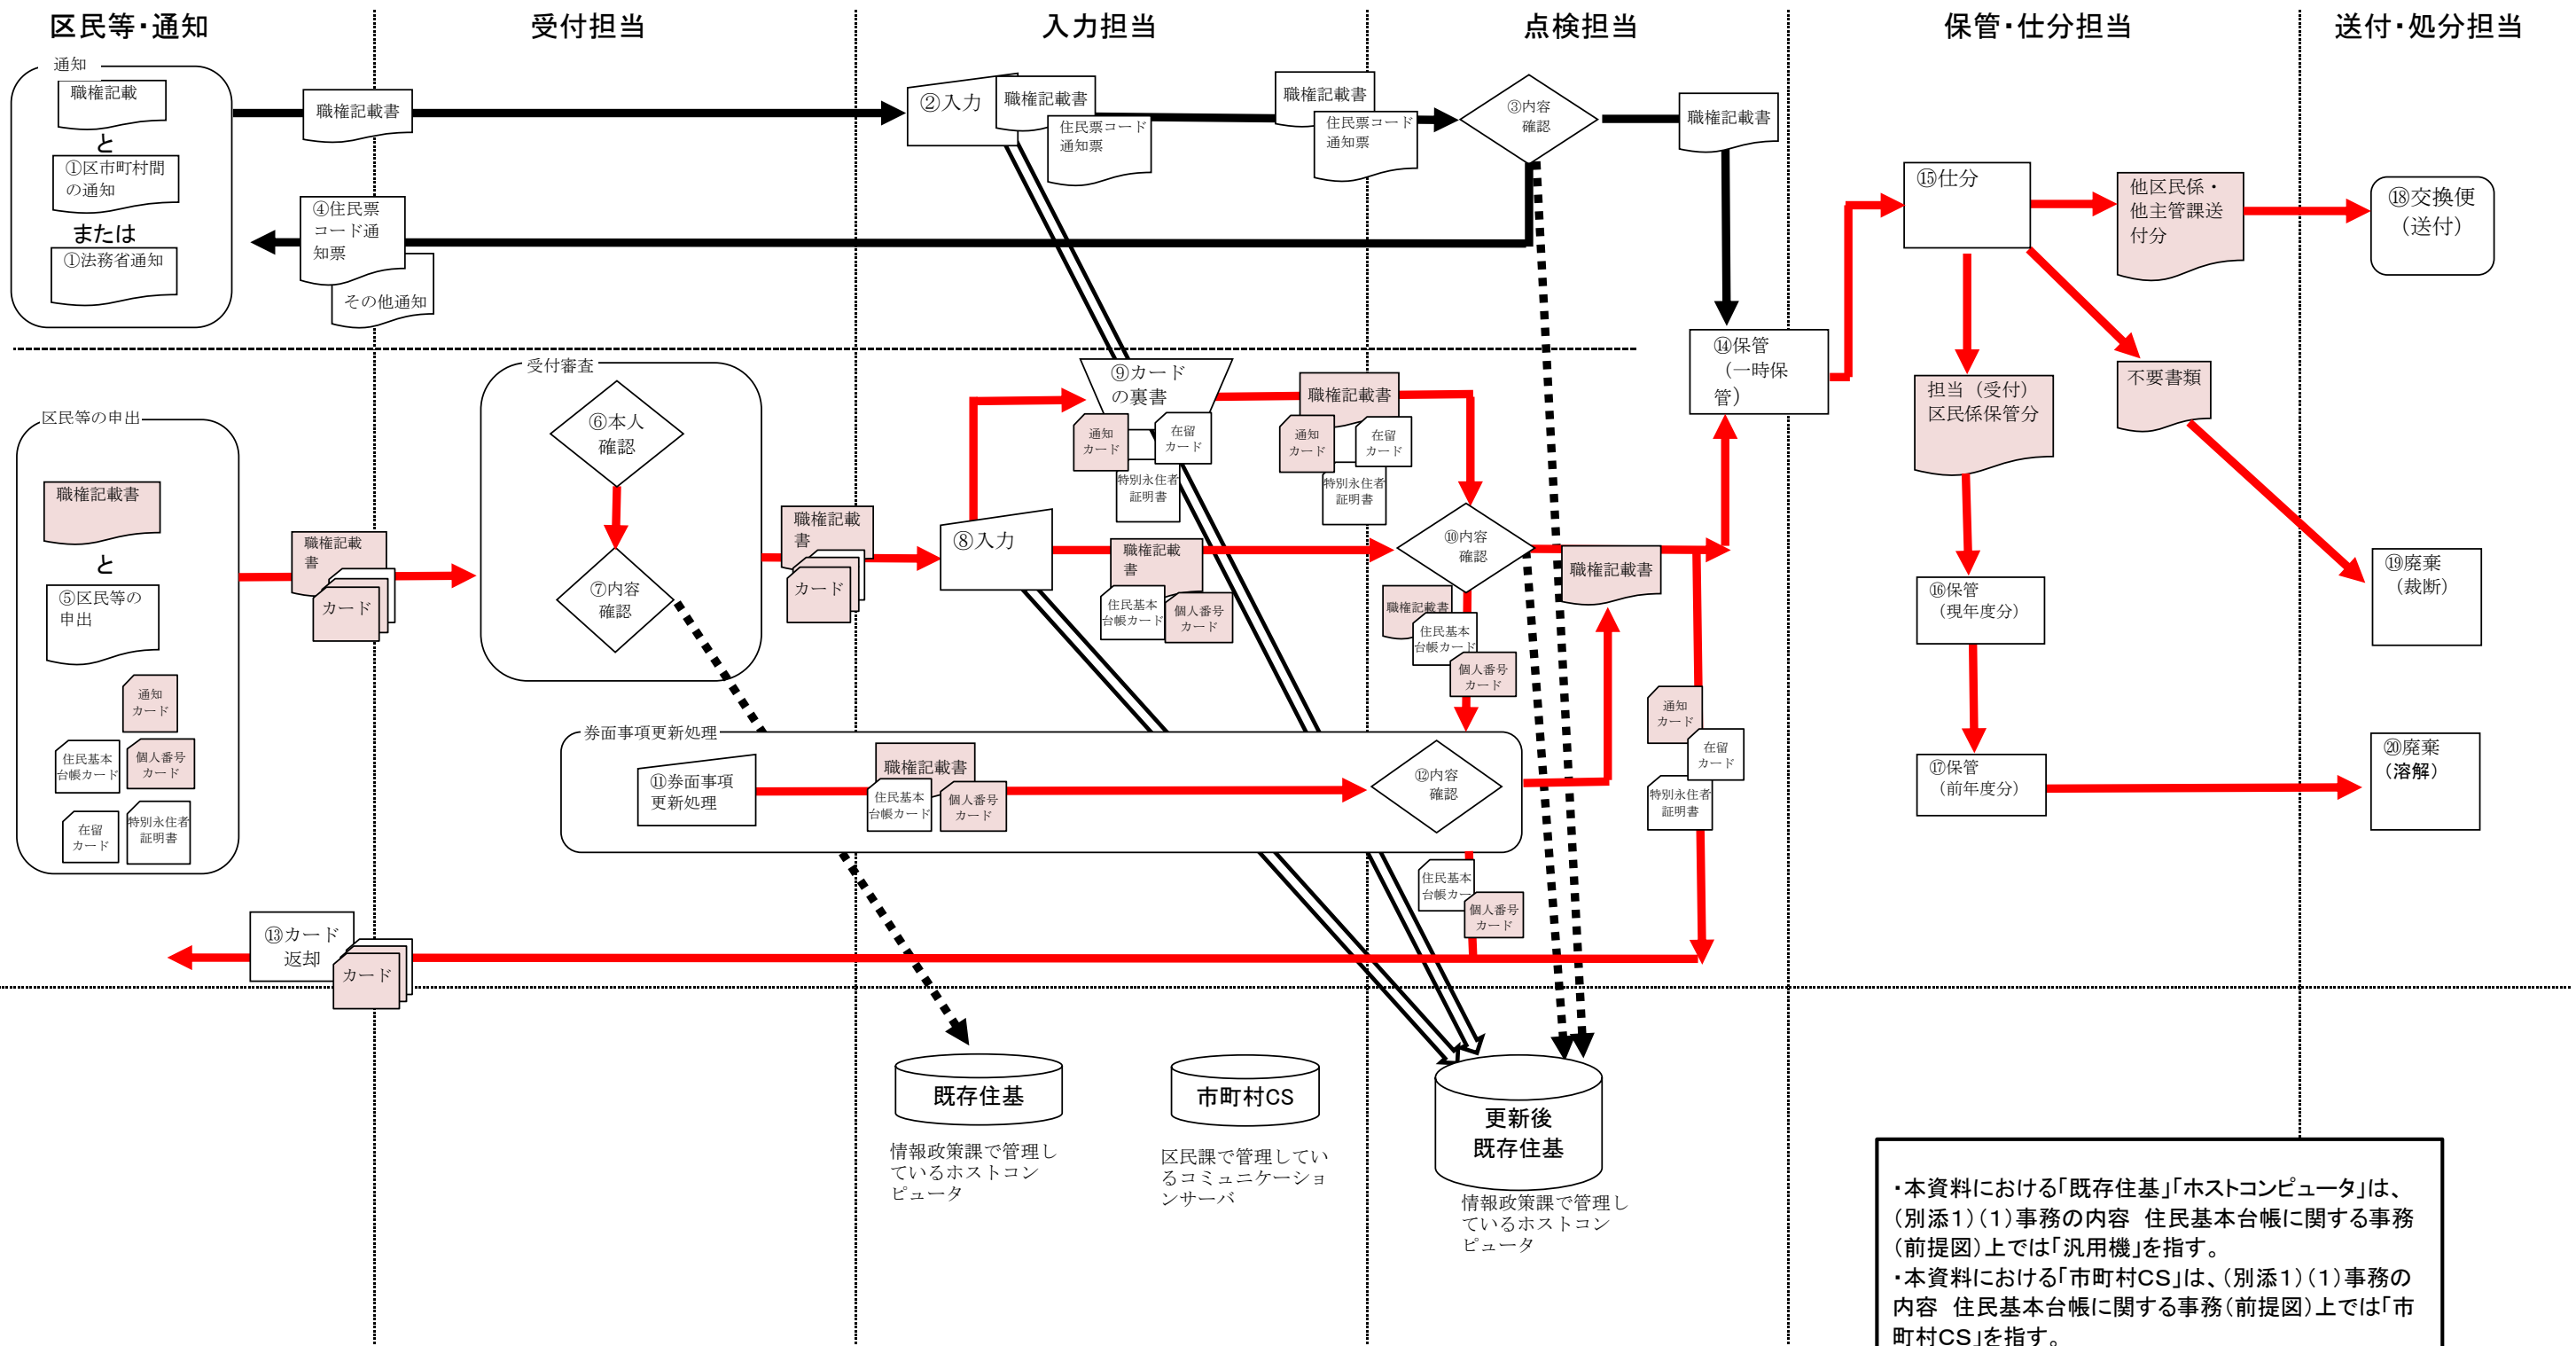 区民等・通知
受付担当
入力担当
点検担当
保管・仕分担当
送付・処分担当
通知
職権記載
と
①区市町村間
の通知
または
①法務省通知
職権記載書
②入力
職権記載書
住民票コード
通知票
職権記載書
住民票コード
通知票
③内容
確認
職権記載書
④住民票
コード通
知票
その他通知
⑮仕分
他区民係・
他主管課送
付分
⑱交換便
（送付）
⑭保管
（一時保
管）
担当（受付）
区民係保管分
不要書類
⑯保管
（現年度分）
⑰保管
（前年度分）
⑲廃棄
（裁断）
⑳廃棄
（溶解）
区民等の申出
職権記載書
と
⑤区民等の
申出
通知
カード
住民基本
台帳カード
個人番号
カード
在留
カード
特別永住者
証明書
職権記載
書
カード
受付審査
⑥本人
確認
⑦内容
確認
職権記載
書
カード
⑧入力
⑨カード
の裏書
通知
カード
在留
カード
特別永住者
証明書
職権記載書
通知
カード
在留
カード
特別永住者
証明書
職権記載
書
住民基本
台帳カード
個人番号
カード
⑩内容
確認
職権記載書
職権記載書
住民基本
台帳カード
個人番号
カード
通知
カード
在留
カード
特別永住者
証明書
券面事項更新処理
⑪券面事項
更新処理
職権記載書
住民基本
台帳カード
個人番号
カード
⑫内容
確認
住民基本
台帳カー
個人番号
カード
⑬カード
返却
カード
既存住基
情報政策課で管理し
ているホストコン
ピュータ
市町村CS
区民課で管理してい
るコミュニケーショ
ンサーバ
更新後
既存住基
情報政策課で管理し
ているホストコン
ピュータ
・本資料における「既存住基」「ホストコンピュータ」は、
（別添１）（１）事務の内容　住民基本台帳に関する事務
（前提図）上では「汎用機」を指す。
・本資料における「市町村CS」は、（別添１）（１）事務の
内容　住民基本台帳に関する事務（前提図）上では「市
町村CS」を指す。